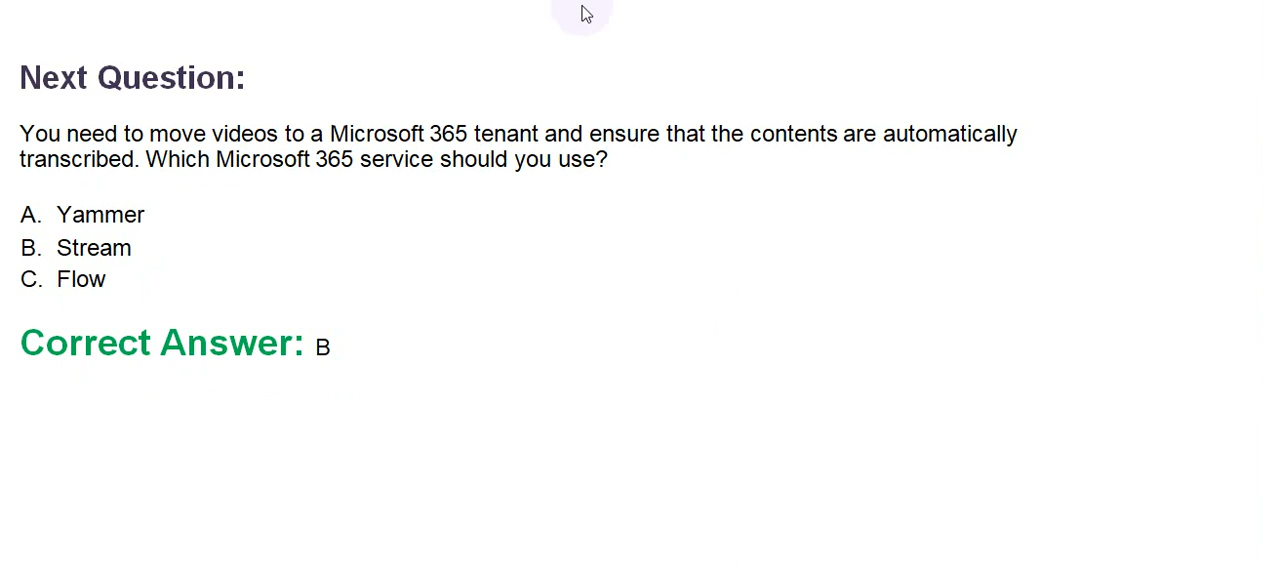 Next Question:
You need to move videos to a Microsoft 365 tenant and ensure that the contents are automatically
transcribed. Which Microsoft 365 service should you use?
A. Yammer
B. Stream
C. Flow
Correct Answer: B